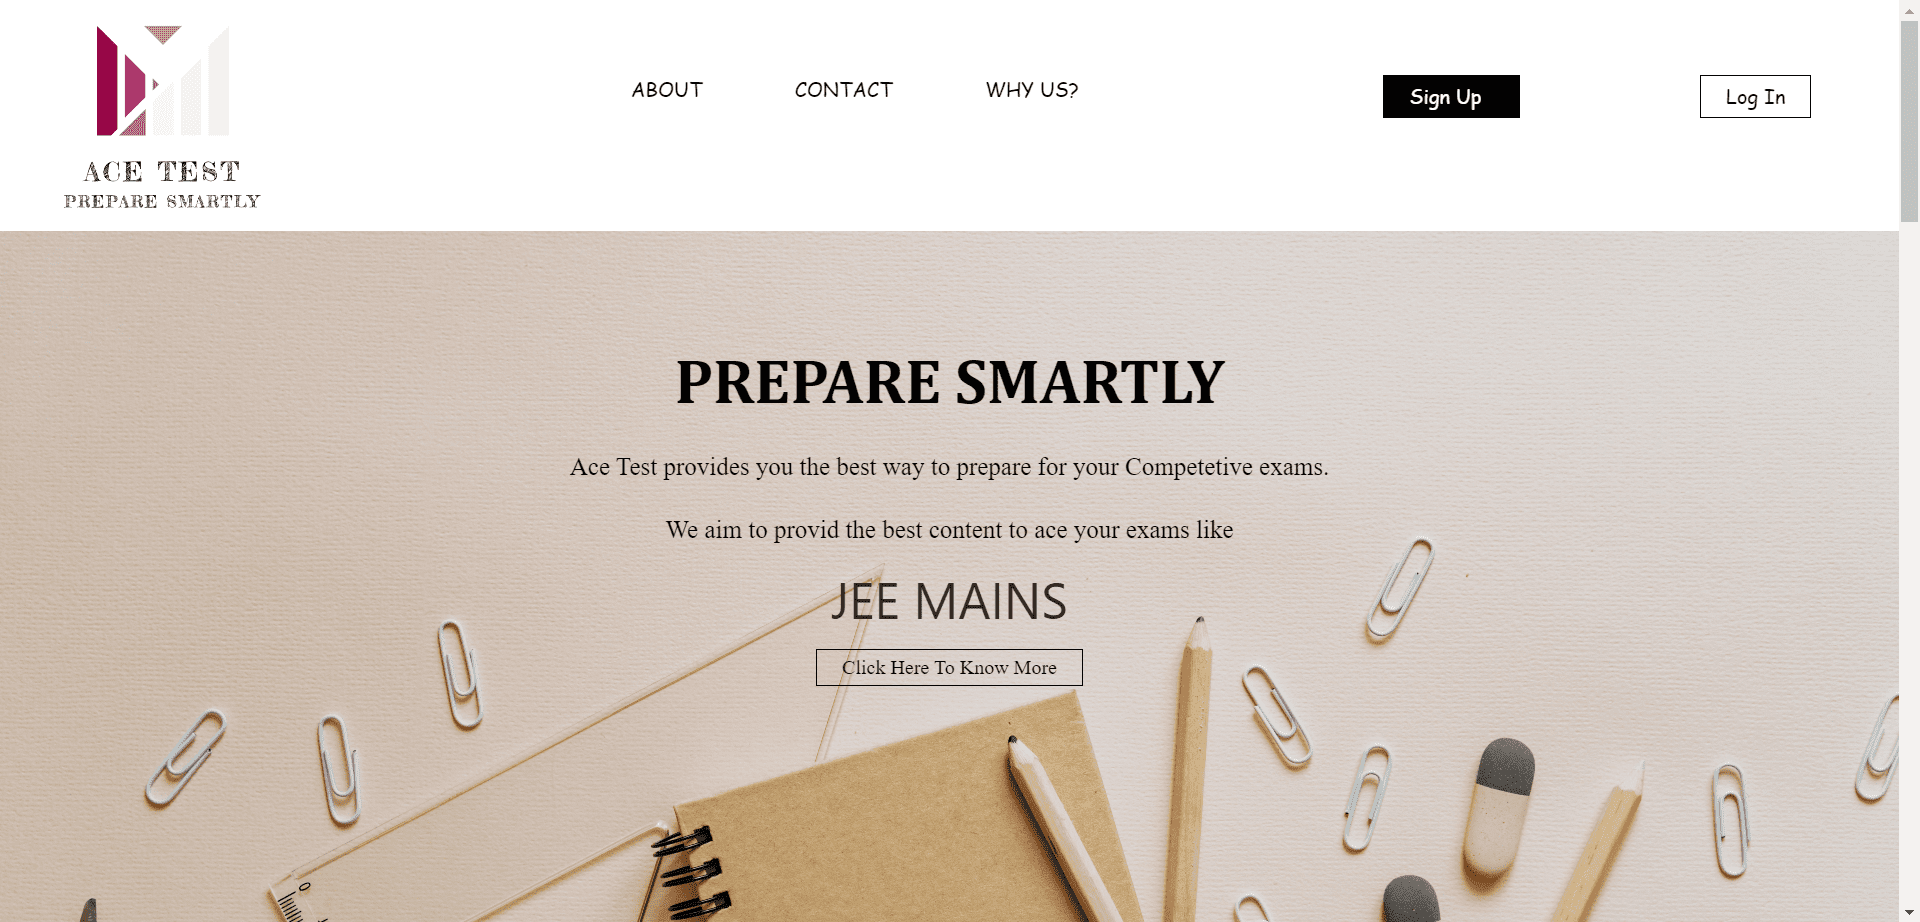 ABOUT CONTACT WHY US? Sign Up Log In
ACE TEST
PREPARE SMARTLY
PREPARE SMARTLY
Ace Test provides you the best way to prepare for your Competetive exams.
We aim to provid the best content to ace your exams like
JEE MAINS
Click Here To Know More
0